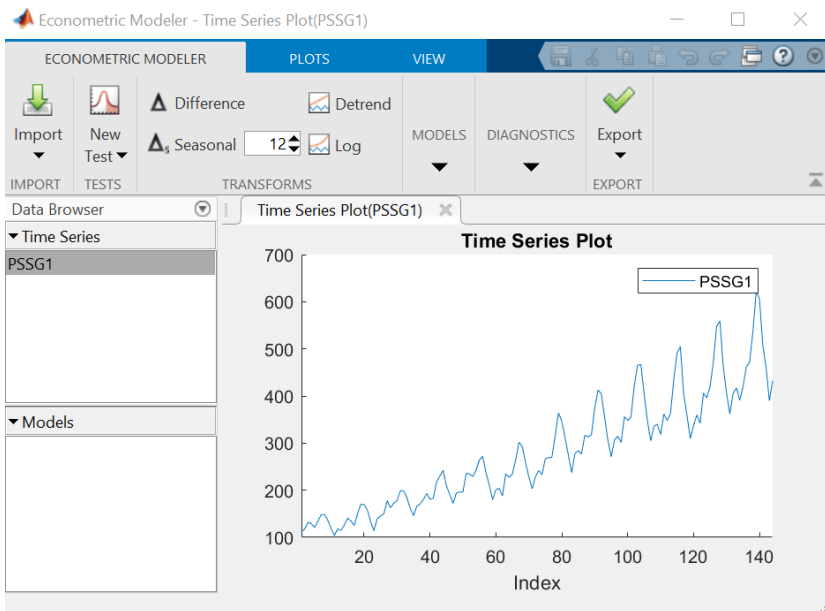 Econometric Modeler - Time Series Plot(PSSG1)
ECONOMETRIC MODELER PLOTS VIEW
Import
New
Test
Δ Difference
Δs Seasonal 12
Detrend
Log
MODELS
DIAGNOSTICS
Export
IMPORT TESTS TRANSFORMS EXPORT
Data Browser
Time Series
PSSG1
Models
Time Series Plot(PSSG1)
Time Series Plot
PSSG1
700
600
500
400
300
200
100
20 40 60 80 100 120 140
Index